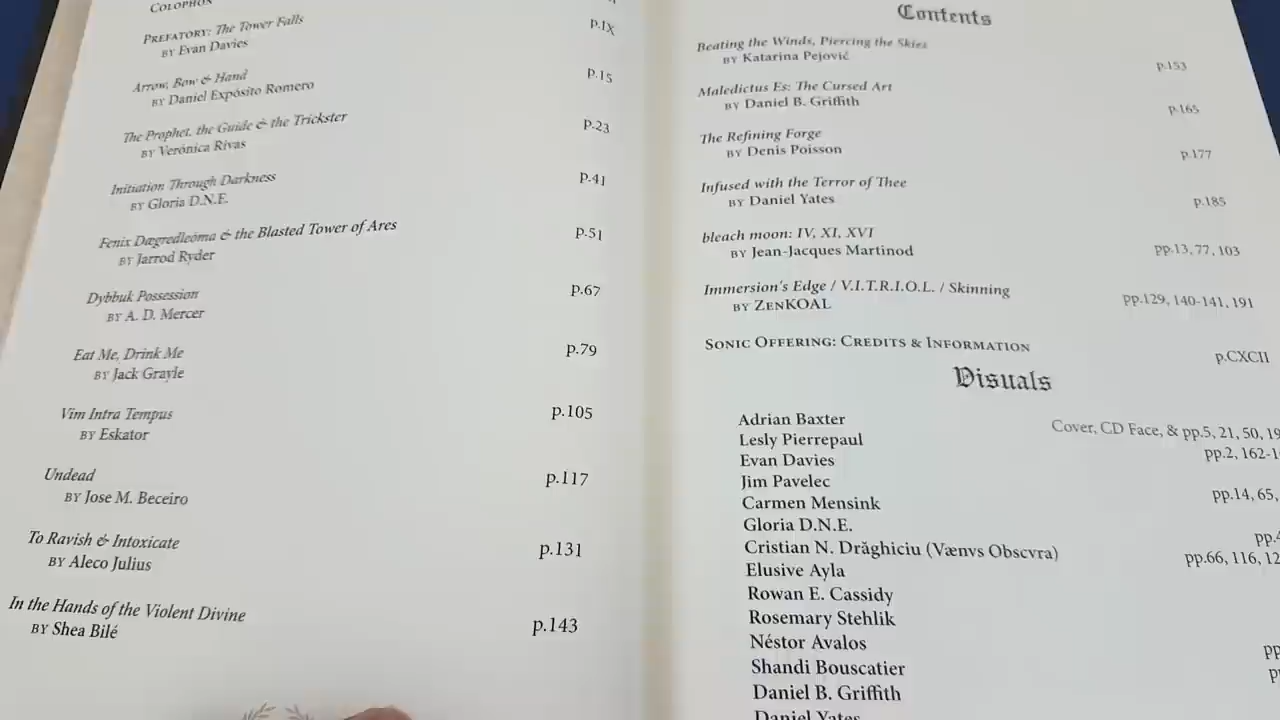 COLOPHON
PREFATORY: The Tower Falls p.IX
BY Evan Davies
Arrow, Bow & Hand p.15
BY Daniel Expósito Romero
The Prophet, the Guide & the Trickster p.23
BY Verónica Rivas
Initiation Through Darkness p.41
BY Gloria D.N.E.
Fenix Dægredleóma & the Blasted Tower of Ares p.51
BY Jarrod Ryder
Dybbuk Possession p.67
BY A. D. Mercer
Eat Me, Drink Me p.79
BY Jack Grayle
Vim Intra Tempus p.105
BY Eskator
Undead p.117
BY Jose M. Beceiro
To Ravish & Intoxicate p.131
BY Aleco Julius
In the Hands of the Violent Divine p.143
BY Shea Bilé
Contents
Beating the Winds, Piercing the Skies
BY Katarina Pejović p.153
Maledictus Es: The Cursed Art
BY Daniel B. Griffith p.165
The Refining Forge
BY Denis Poisson p.177
Infused with the Terror of Thee
BY Daniel Yates p.185
bleach moon: IV, XI, XVI
BY Jean-Jacques Martinod pp.13, 77, 103
Immersion's Edge / V.I.T.R.I.O.L. / Skinning
BY ZENKOAL pp.129, 140-141, 191
SONIC OFFERING: CREDITS & INFORMATION p.CXCII
Visuals
Adrian Baxter Cover, CD Face, & pp.5, 21, 50, 19
Lesly Pierrepaul pp.2, 162-1
Evan Davies
Jim Pavelec pp.14, 65,
Carmen Mensink
Gloria D.N.E. pp.4
Cristian N. Drăghiciu (Vænvs Obscvra) pp.66, 116, 12
Elusive Ayla
Rowan E. Cassidy
Rosemary Stehlik
Néstor Avalos pp
Shandi Bouscatier p
Daniel B. Griffith
Daniel Yates